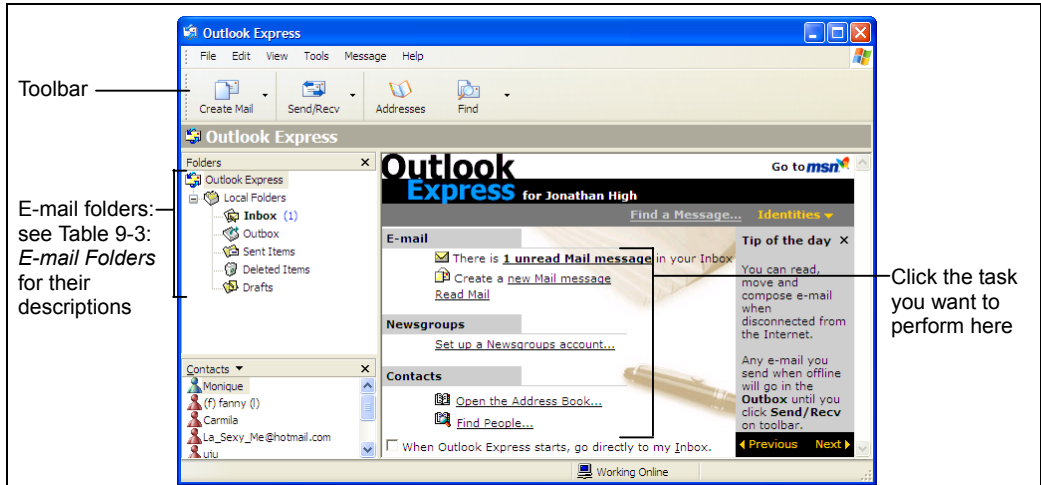 Outlook Express
File Edit View Tools Message Help
Toolbar
Create Mail Send/Recv Addresses Find
Outlook Express
Folders
Outlook Express
Local Folders
Inbox (1)
Outbox
Sent Items
Deleted Items
Drafts
E-mail folders:
see Table 9-3:
E-mail Folders
for their
descriptions
Contacts
Monique
(f) fanny (l)
Carmila
La_Sexy_Me@hotmail.com
uiu
Outlook
Express for Jonathan High
Go to msn
Find a Message... Identities
E-mail
There is 1 unread Mail message in your Inbox
Create a new Mail message
Read Mail
Newsgroups
Set up a Newsgroups account...
Contacts
Open the Address Book...
Find People...
When Outlook Express starts, go directly to my Inbox.
Tip of the day
You can read,
move and
compose e-mail
when
disconnected from
the Internet.
Any e-mail you
send when offline
will go in the
Outbox until you
click Send/Recv
on toolbar.
Previous Next
Click the task
you want to
perform here
Working Online